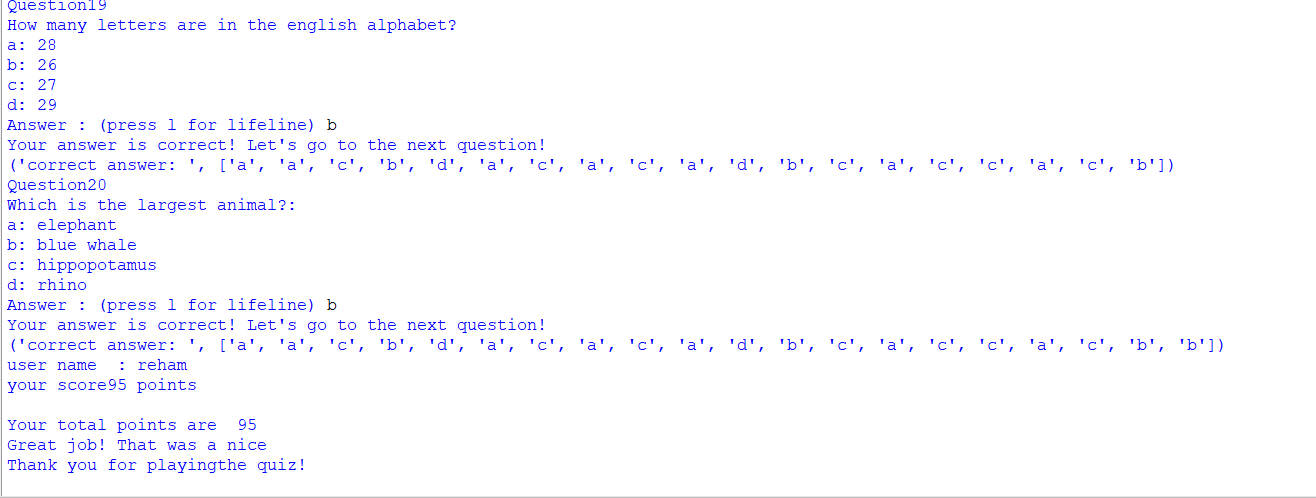 Question19
How many letters are in the english alphabet?
a: 28
b: 26
c: 27
d: 29
Answer : (press l for lifeline) b
Your answer is correct! Let's go to the next question!
('correct answer: ', ['a', 'a', 'c', 'b', 'd', 'a', 'c', 'a', 'c', 'a', 'd', 'b', 'c', 'a', 'c', 'c', 'a', 'c', 'b'])
Question20
Which is the largest animal?:
a: elephant
b: blue whale
c: hippopotamus
d: rhino
Answer : (press l for lifeline) b
Your answer is correct! Let's go to the next question!
('correct answer: ', ['a', 'a', 'c', 'b', 'd', 'a', 'c', 'a', 'c', 'a', 'd', 'b', 'c', 'a', 'c', 'c', 'a', 'c', 'b', 'b'])
user name  : reham
your score95 points
Your total points are  95
Great job! That was a nice
Thank you for playingthe quiz!